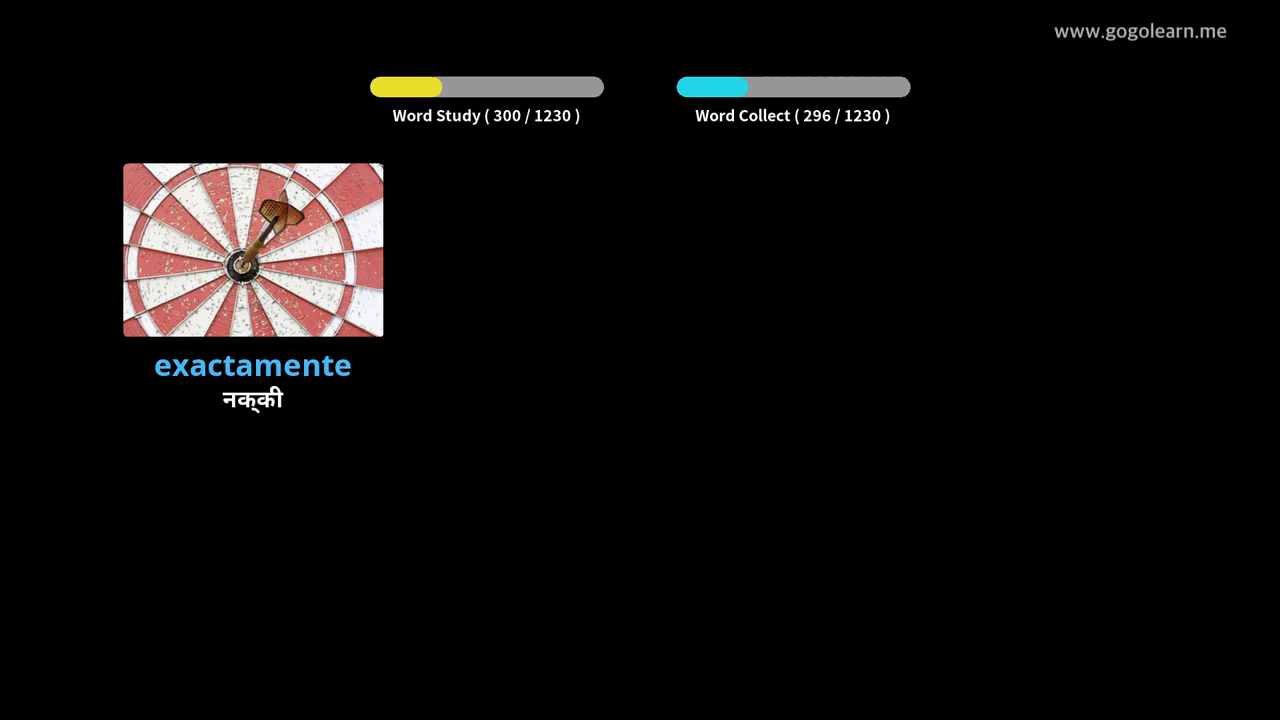 www.gogolearn.me
Word Study ( 300 / 1230 )
Word Collect ( 296 / 1230 )
exactamente
नक्की